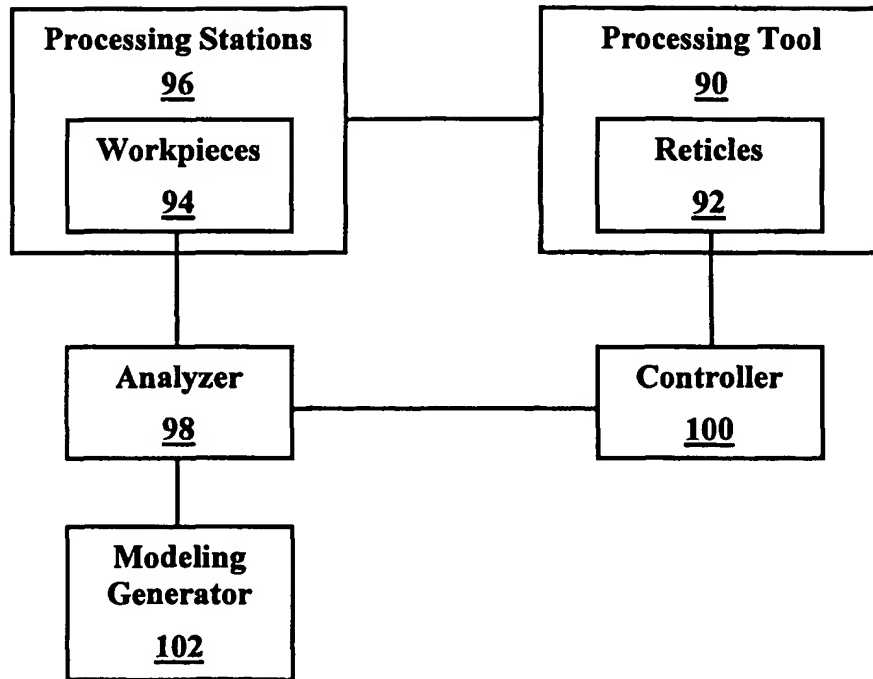 Processing Stations
96
Workpieces
94
Processing Tool
90
Reticles
92
Analyzer
98
Controller
100
Modeling
Generator
102